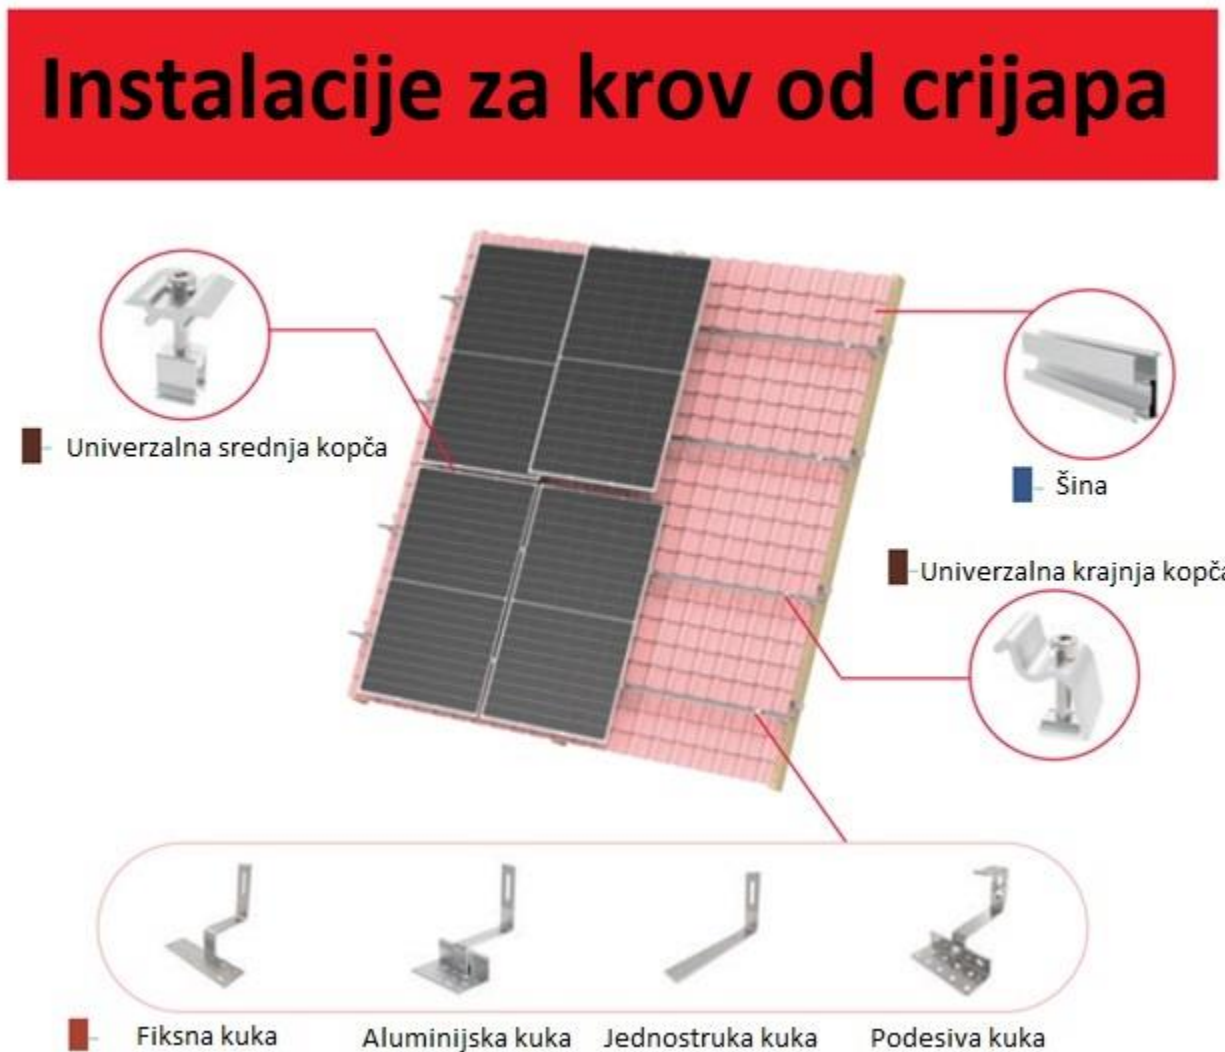 Instalacije za krov od crijapa
Univerzalna srednja kopča
Šina
Univerzalna krajnja kopča
Fiksna kuka
Aluminijska kuka
Jednostruka kuka
Podesiva kuka